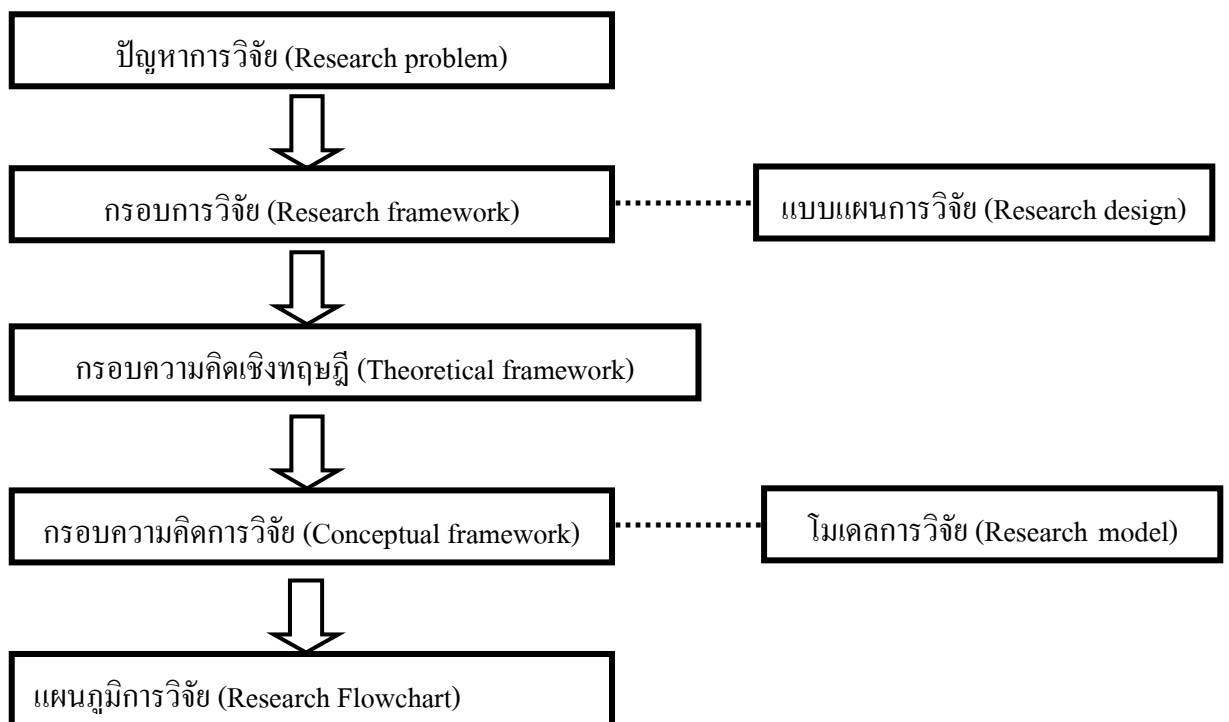 ปัญหาการวิจัย (Research problem)
กรอบการวิจัย (Research framework)
แบบแผนการวิจัย (Research design)
กรอบความคิดเชิงทฤษฎี (Theoretical framework)
กรอบความคิดการวิจัย (Conceptual framework)
โมเดลการวิจัย (Research model)
แผนภูมิการวิจัย (Research Flowchart)